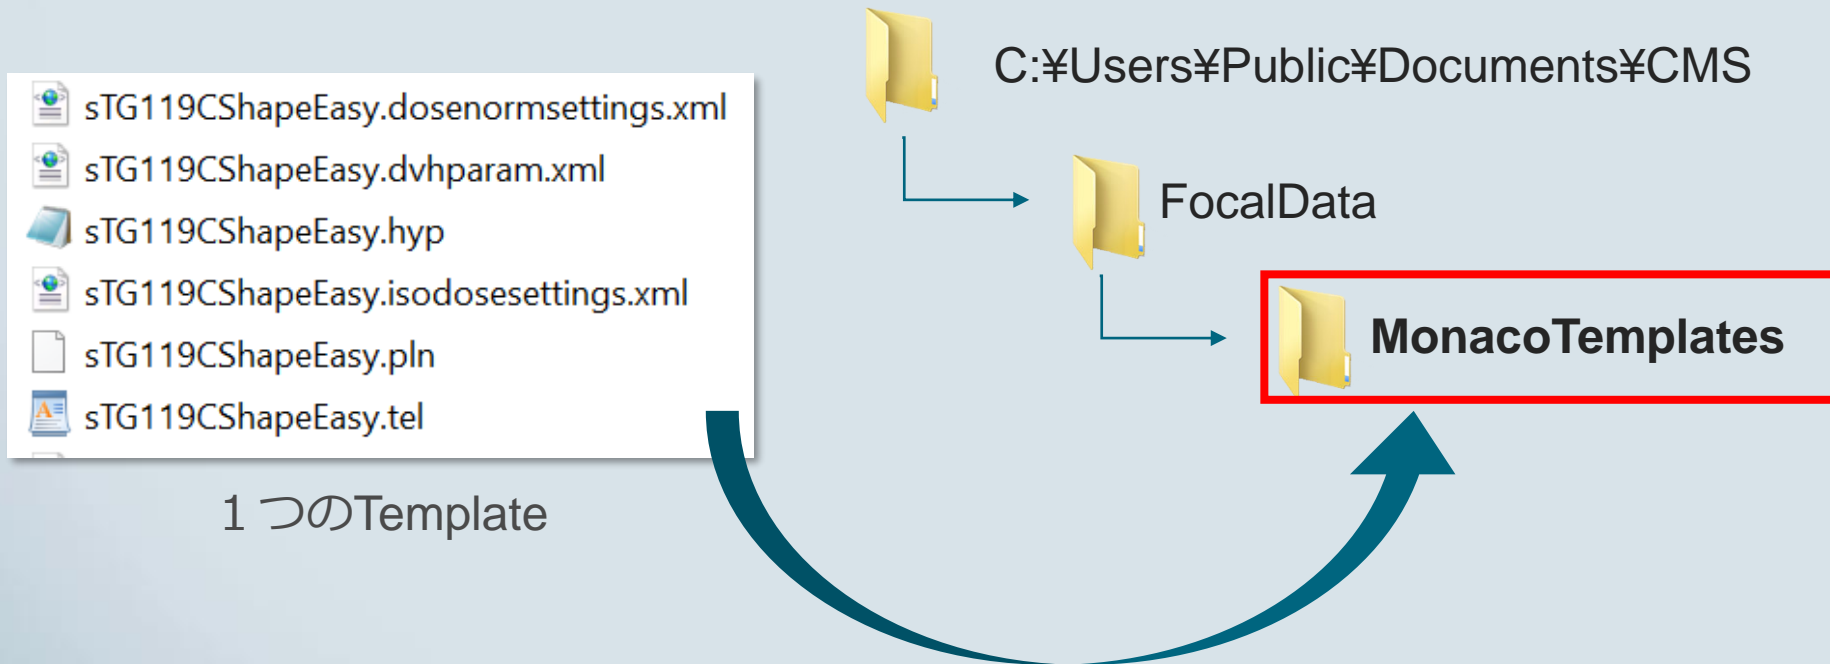 sTG119CShapeEasy.dosenormsettings.xml
sTG119CShapeEasy.dvhparam.xml
sTG119CShapeEasy.hyp
sTG119CShapeEasy.isodosesettings.xml
sTG119CShapeEasy.pln
sTG119CShapeEasy.tel
１つのTemplate
C:¥Users¥Public¥Documents¥CMS
FocalData
MonacoTemplates